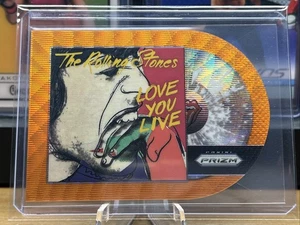 The Rolling Stones
LOVE
YOU
LIVE
PANINI
PRIZM